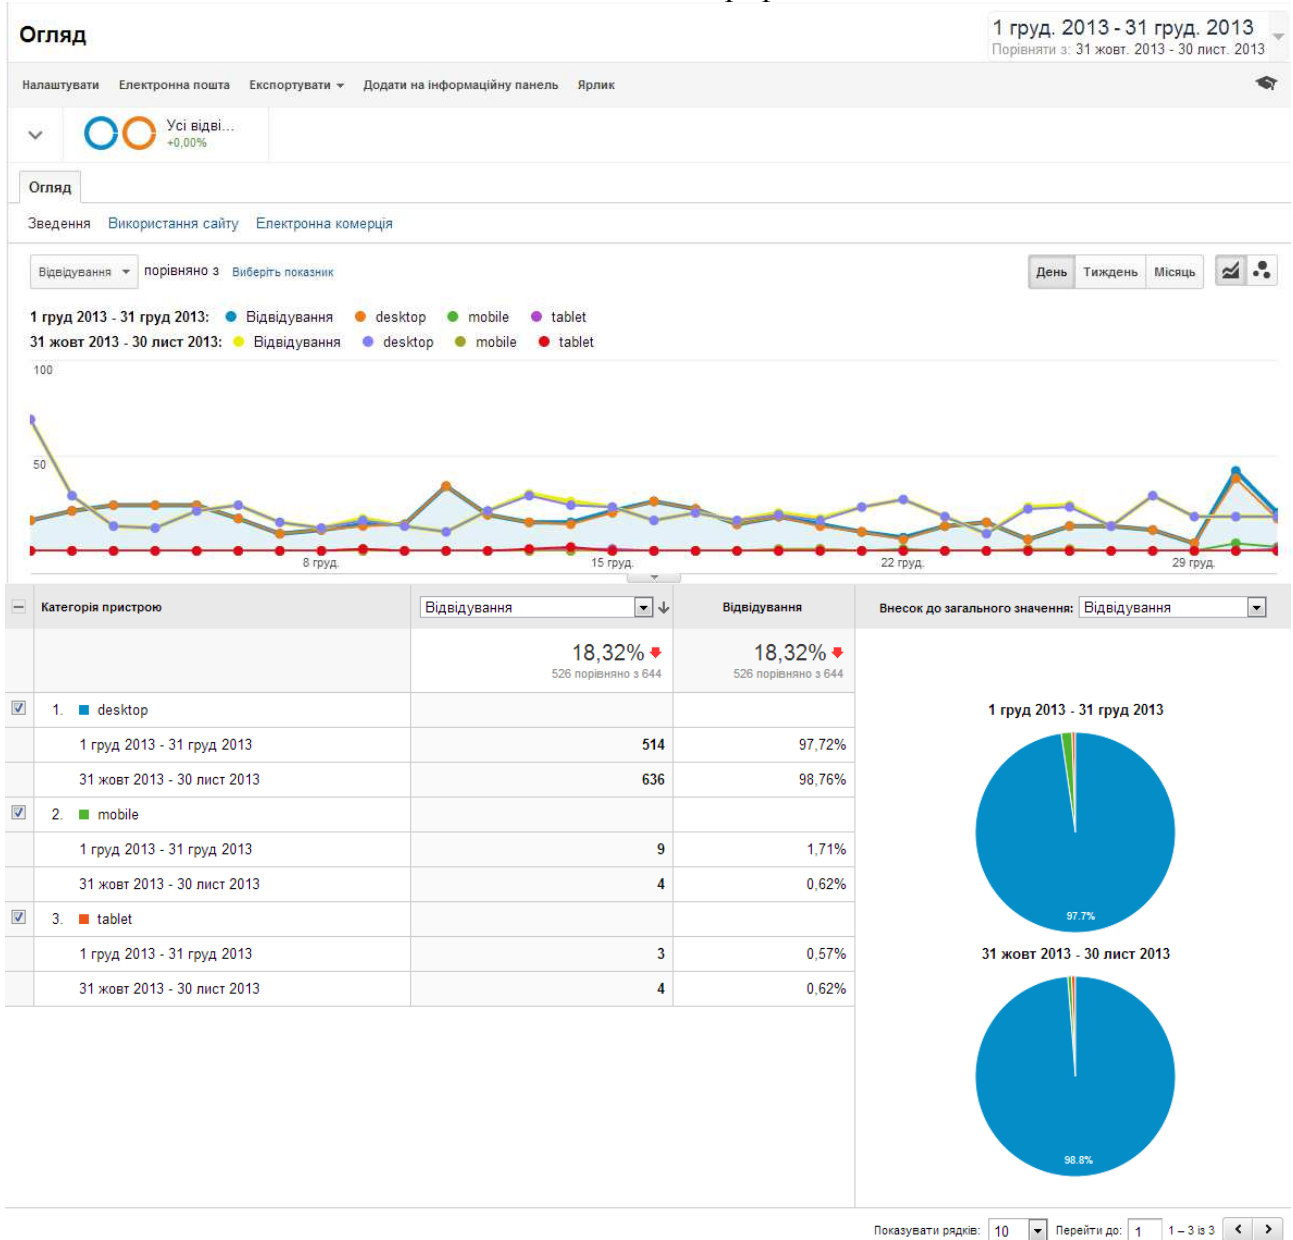 Огляд
1 груд. 2013 - 31 груд. 2013
Порівняти з: 31 жовт. 2013 - 30 лист. 2013
Налаштувати Електронна пошта Експортувати Додати на інформаційну панель Ярлик
Усі відві...
+0,00%
Огляд
Зведення Використання сайту Електронна комерція
Відвідування порівняно з Виберіть показник
День Тиждень Місяць
1 груд 2013 - 31 груд 2013: Відвідування desktop mobile tablet
31 жовт 2013 - 30 лист 2013: Відвідування desktop mobile tablet
100
50
8 груд. 15 груд. 22 груд. 29 груд.
Категорія пристрою Відвідування Відвідування Внесок до загального значення: Відвідування
18,32% 18,32%
526 порівняно з 644 526 порівняно з 644
1. desktop
1 груд 2013 - 31 груд 2013 514 97,72%
31 жовт 2013 - 30 лист 2013 636 98,76%
2. mobile
1 груд 2013 - 31 груд 2013 9 1,71%
31 жовт 2013 - 30 лист 2013 4 0,62%
3. tablet
1 груд 2013 - 31 груд 2013 3 0,57%
31 жовт 2013 - 30 лист 2013 4 0,62%
1 груд 2013 - 31 груд 2013
97.7%
31 жовт 2013 - 30 лист 2013
98.8%
Показувати рядків: 10 Перейти до: 1 1 – 3 із 3